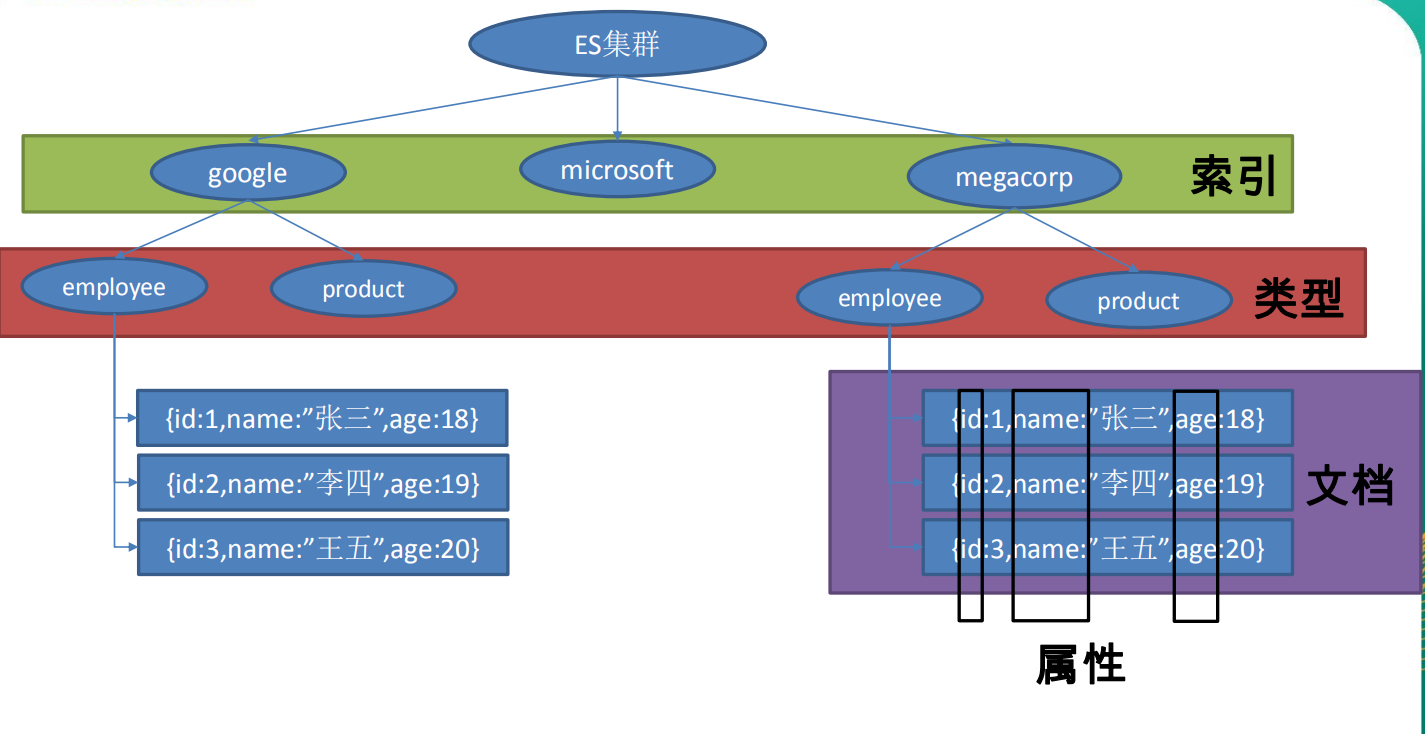 ES集群
google
microsoft
megacorp
索引
employee
product
employee
product
类型
{id:1,name:”张三”,age:18}
{id:2,name:”李四”,age:19}
{id:3,name:”王五”,age:20}
{id:1,name:”张三”,age:18}
{id:2,name:”李四”,age:19}
{id:3,name:”王五”,age:20}
文档
属性